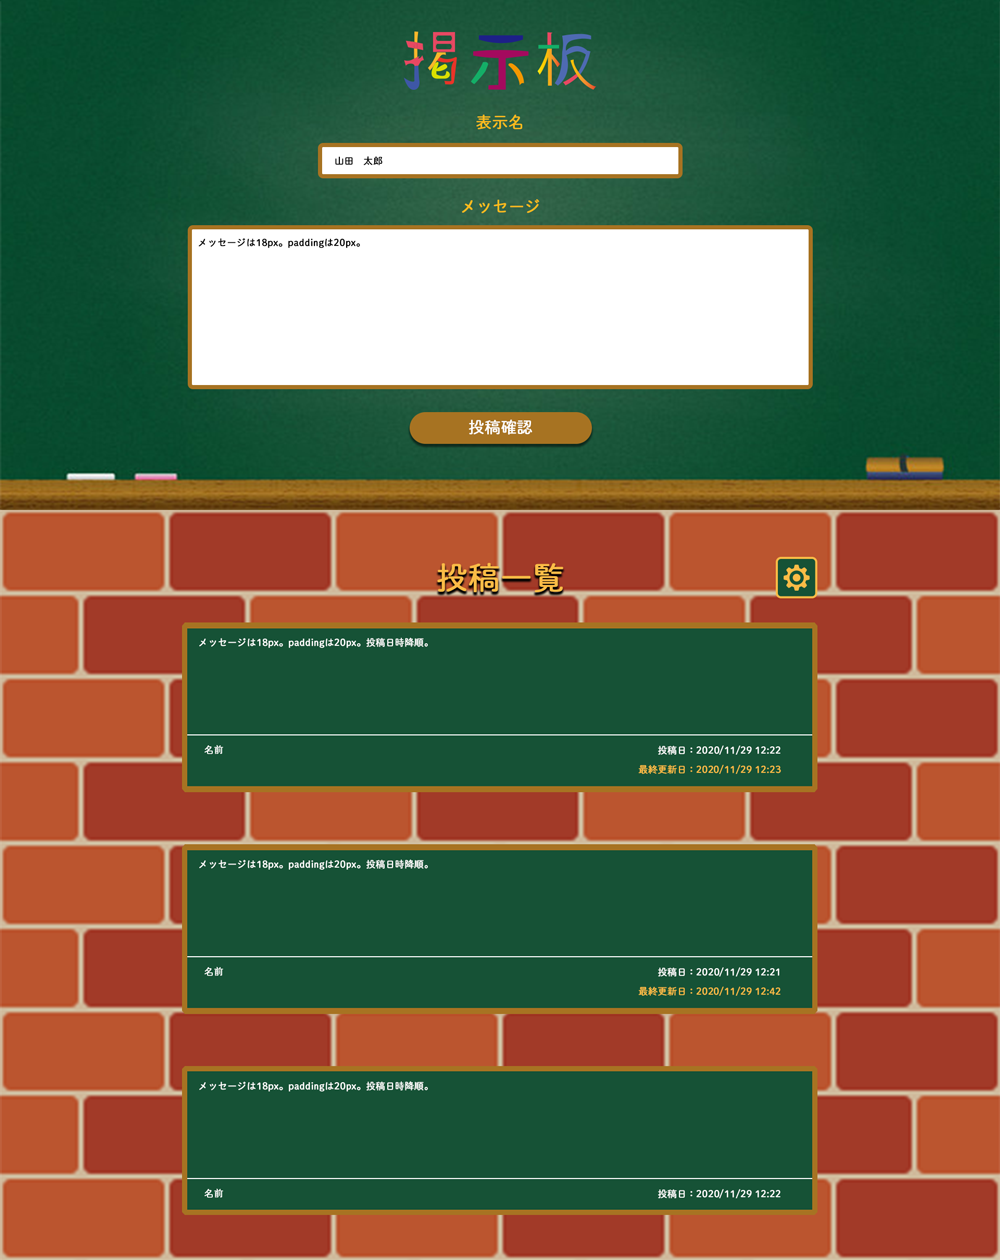 掲示板
表示名
山田　太郎
メッセージ
メッセージは18px。paddingは20px。
投稿確認
投稿一覧
メッセージは18px。paddingは20px。投稿日時降順。
名前
投稿日：2020/11/29 12:22
最終更新日：2020/11/29 12:23
メッセージは18px。paddingは20px。投稿日時降順。
名前
投稿日：2020/11/29 12:21
最終更新日：2020/11/29 12:42
メッセージは18px。paddingは20px。投稿日時降順。
名前
投稿日：2020/11/29 12:22